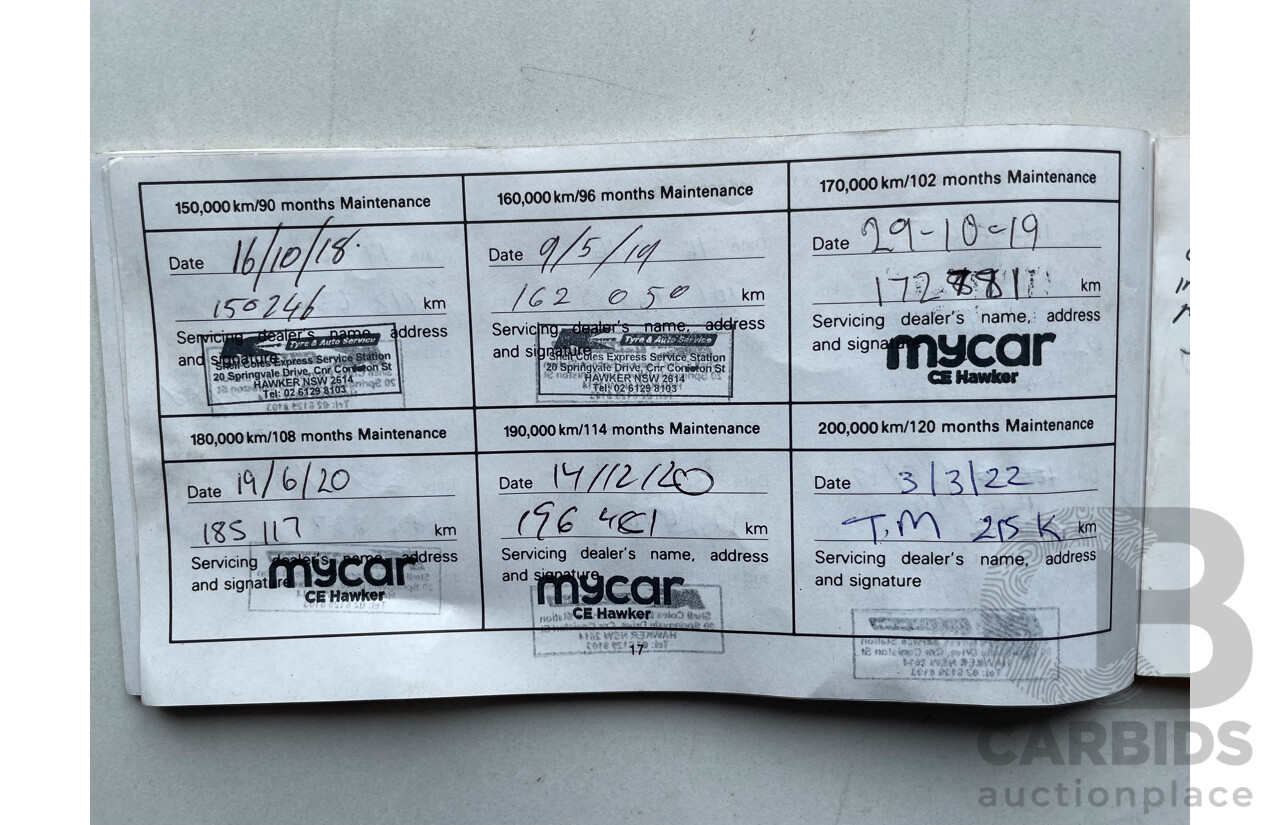 150,000 km/90 months Maintenance
Date 16/10/18.
150246 km
Servicing dealer's name, address
and signature
Tyre & Auto Service
Shell Coles Express Service Station
20 Springvale Drive, Cnr Coniston St
HAWKER NSW 2614
Tel: 02 6129 8103
160,000 km/96 months Maintenance
Date 9/5/19
162 050 km
Servicing dealer's name, address
and signature
Tyre & Auto Service
Shell Coles Express Service Station
20 Springvale Drive, Cnr Coniston St
HAWKER NSW 2614
Tel: 02 6129 8103
170,000 km/102 months Maintenance
Date 29-10-19
km
Servicing dealer's name, address
and signature
mycar
CE Hawker
180,000 km/108 months Maintenance
Date 19/6/20
185 117 km
Servicing dealer's name, address
and signature
mycar
CE Hawker
190,000 km/114 months Maintenance
Date 14/12/20
196 km
Servicing dealer's name, address
and signature
mycar
CE Hawker
200,000 km/120 months Maintenance
Date 3/3/22
T.M 215 K km
Servicing dealer's name, address
and signature
17
CARBIDS
auctionplace